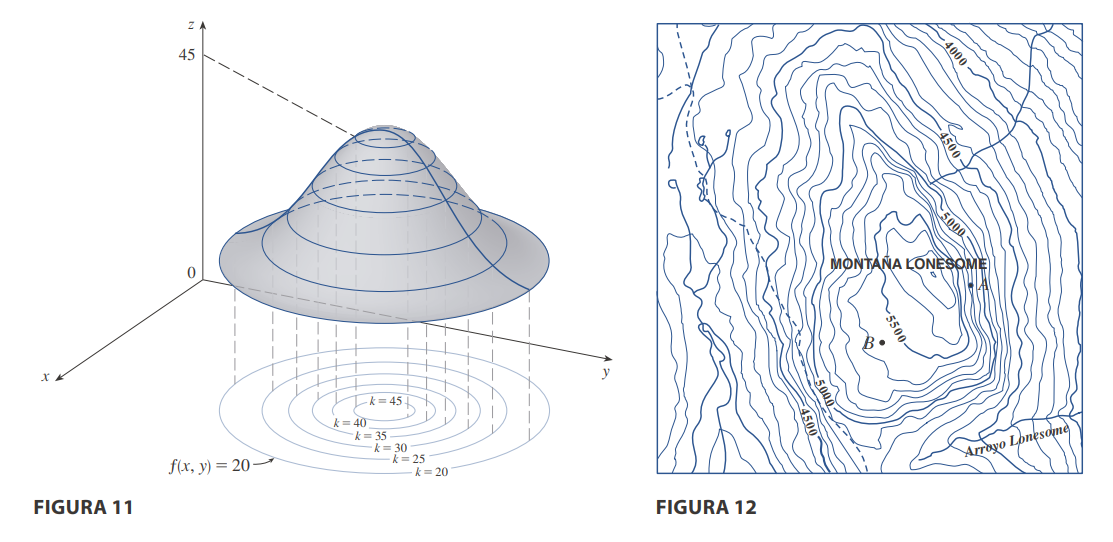 z
45
0
x
y
k = 45
k = 40
k = 35
k = 30
k = 25
k = 20
f(x, y) = 20
FIGURA 11
4000
4500
5000
MONTAÑA LONESOME
A
5500
B
5000
4500
Arroyo Lonesome
FIGURA 12